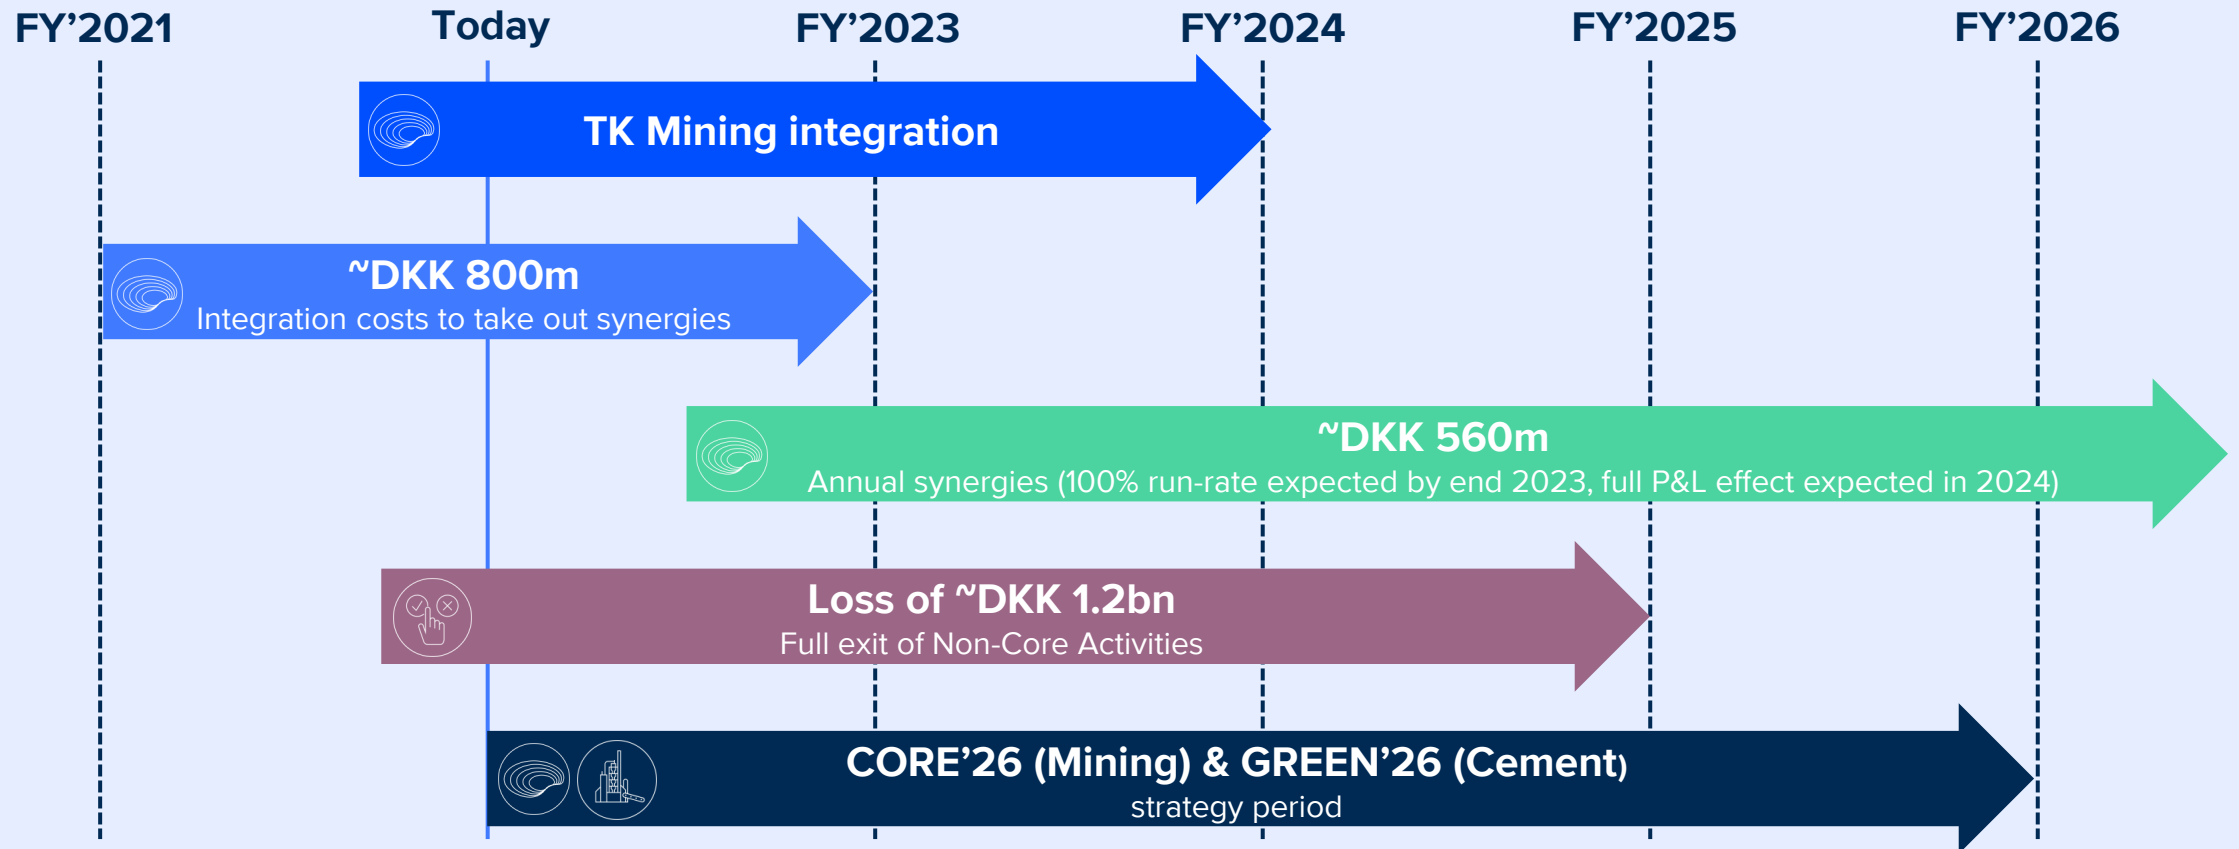 FY’2021 Today FY’2023 FY’2024 FY’2025 FY’2026
TK Mining integration
~DKK 800m
Integration costs to take out synergies
~DKK 560m
Annual synergies (100% run-rate expected by end 2023, full P&L effect expected in 2024)
Loss of ~DKK 1.2bn
Full exit of Non-Core Activities
CORE’26 (Mining) & GREEN’26 (Cement)
strategy period